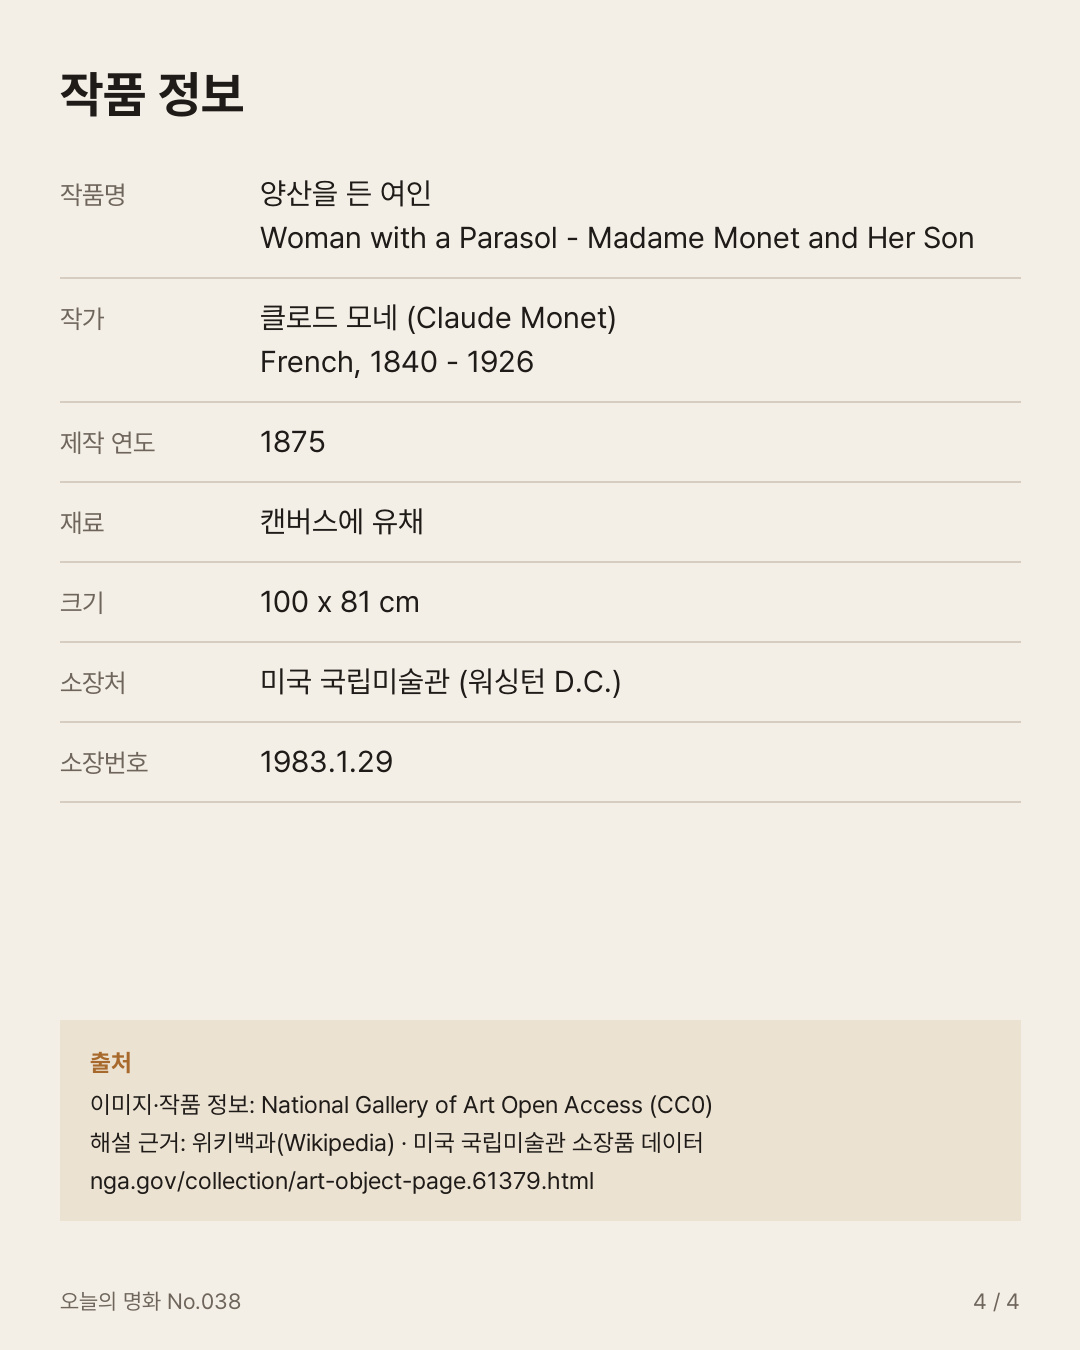 작품 정보
작품명
양산을 든 여인
Woman with a Parasol - Madame Monet and Her Son
작가
클로드 모네 (Claude Monet)
French, 1840 - 1926
제작 연도
1875
재료
캔버스에 유채
크기
100 x 81 cm
소장처
미국 국립미술관 (워싱턴 D.C.)
소장번호
1983.1.29
출처
이미지·작품 정보: National Gallery of Art Open Access (CC0)
해설 근거: 위키백과(Wikipedia) · 미국 국립미술관 소장품 데이터
nga.gov/collection/art-object-page.61379.html
오늘의 명화 No.038
4 / 4